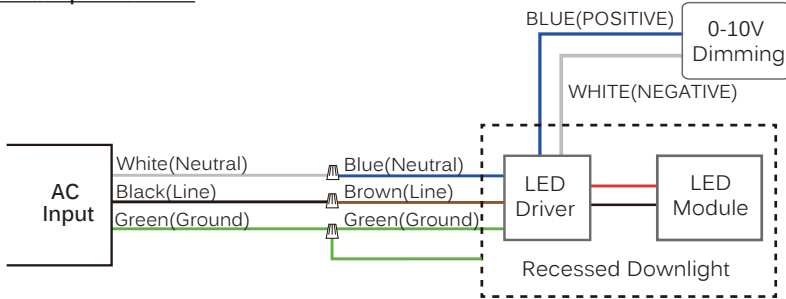 BLUE(POSITIVE)
0-10V
Dimming
WHITE(NEGATIVE)
White(Neutral)
Blue(Neutral)
Black(Line)
Brown(Line)
Green(Ground)
Green(Ground)
AC
Input
LED
Driver
LED
Module
Recessed Downlight